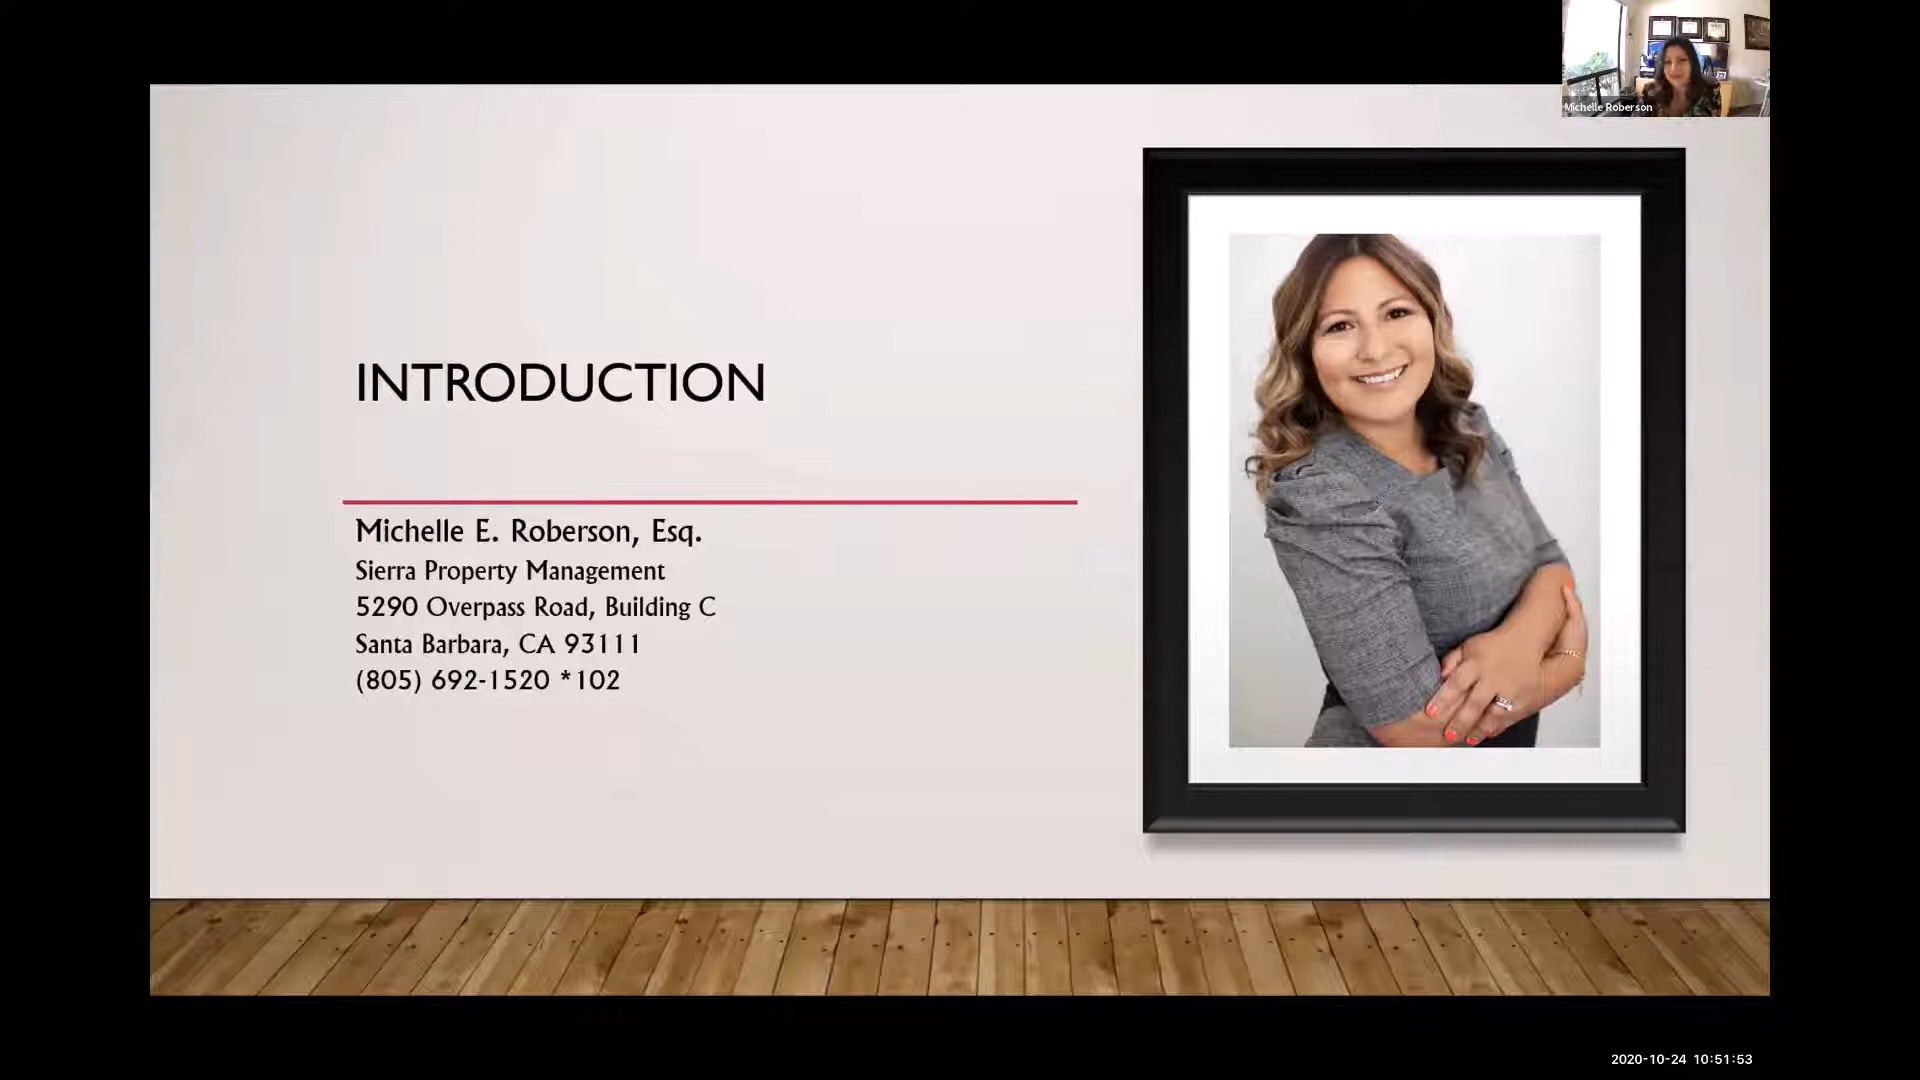 Michelle Roberson
INTRODUCTION
Michelle E. Roberson, Esq.
Sierra Property Management
5290 Overpass Road, Building C
Santa Barbara, CA 93111
(805) 692-1520 *102
2020-10-24 10:51:53